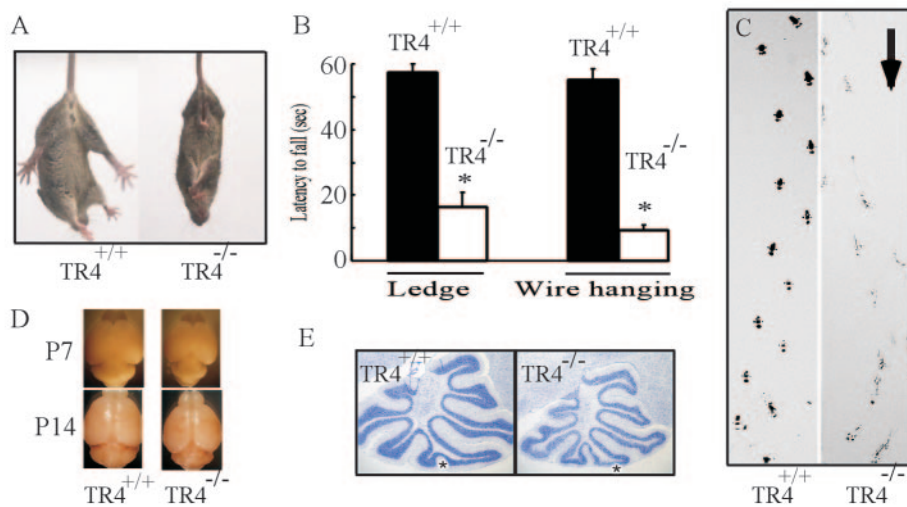 A
TR4+/+
TR4-/-
B
TR4+/+
TR4+/+
TR4-/-
*
TR4-/-
*
Latency to fall (sec)
60
40
20
0
Ledge
Wire hanging
C
TR4+/+
TR4-/-
D
P7
P14
TR4+/+
TR4-/-
E
TR4+/+
TR4-/-
*
*